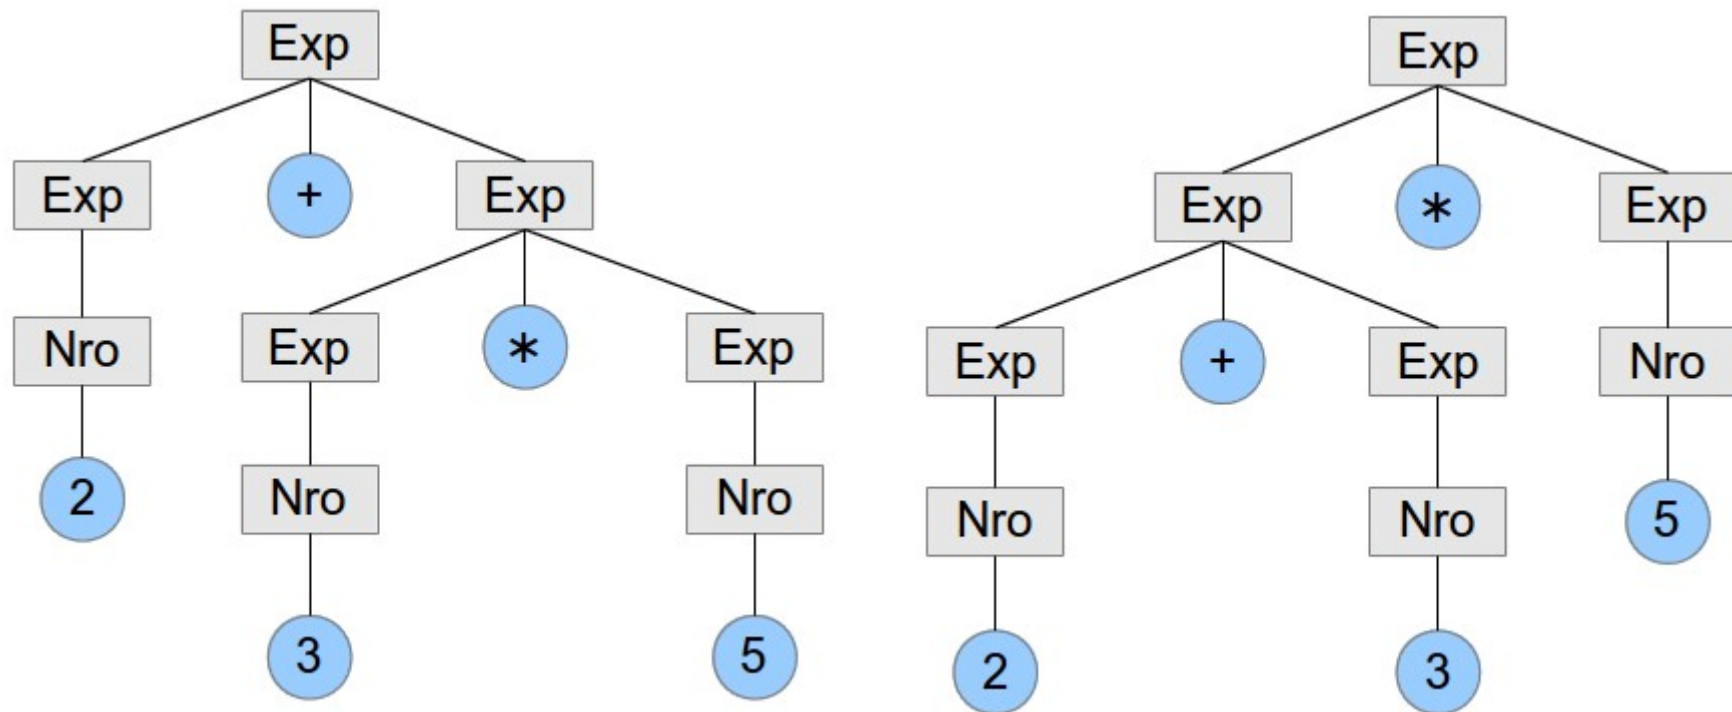 Exp
Exp + Exp
Nro Exp * Exp
2 Nro Nro
3 5
Exp
Exp * Exp
Exp + Exp Nro
Nro Nro 5
2 3